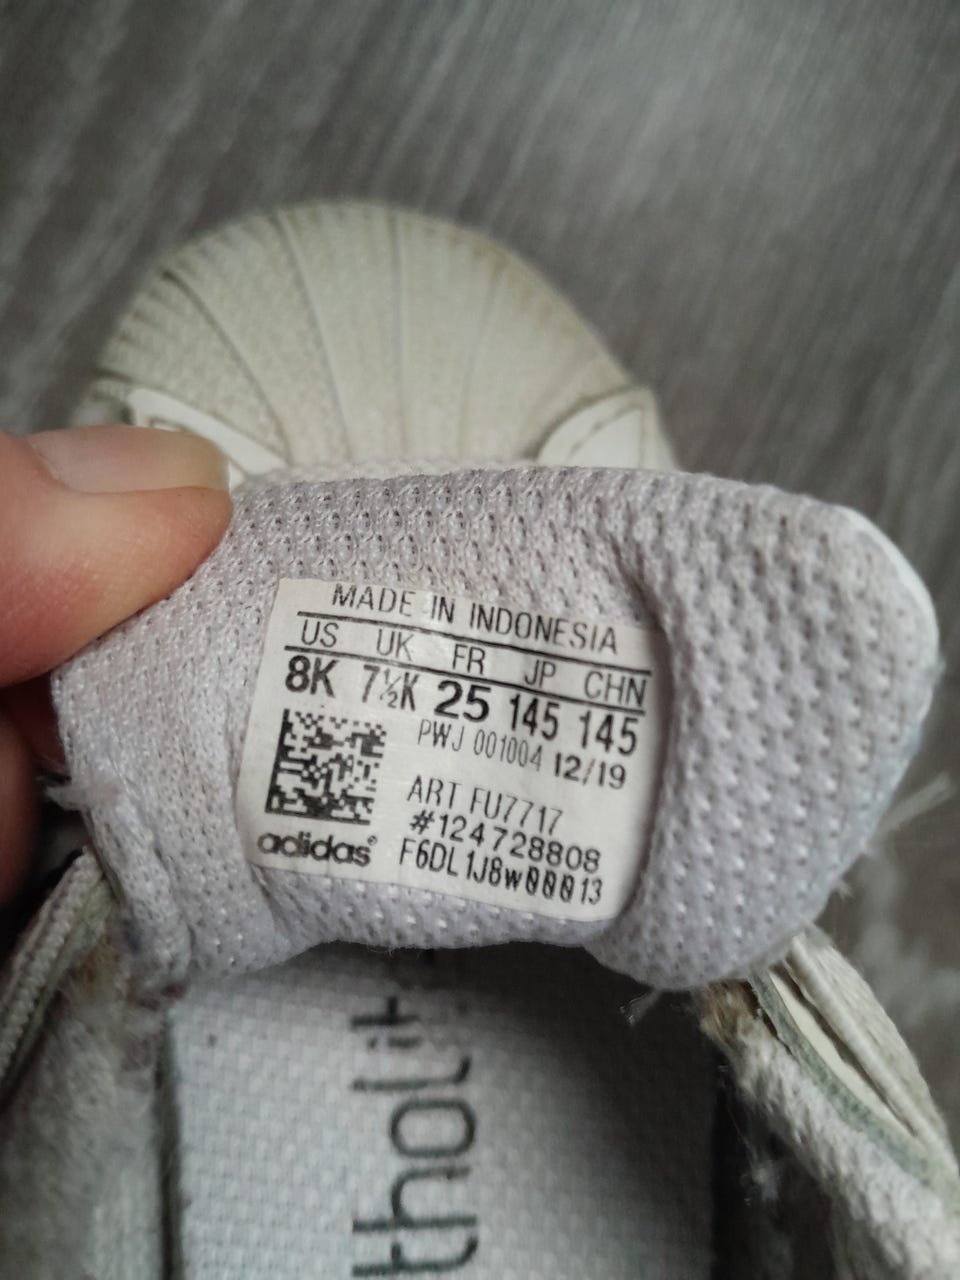 MADE IN INDONESIA
US UK FR JP CHN
8K 7½K 25 145 145
PWJ 001004 12/19
ART FU7717
#124728808
F6DL1J8w00013
adidas®
tholit